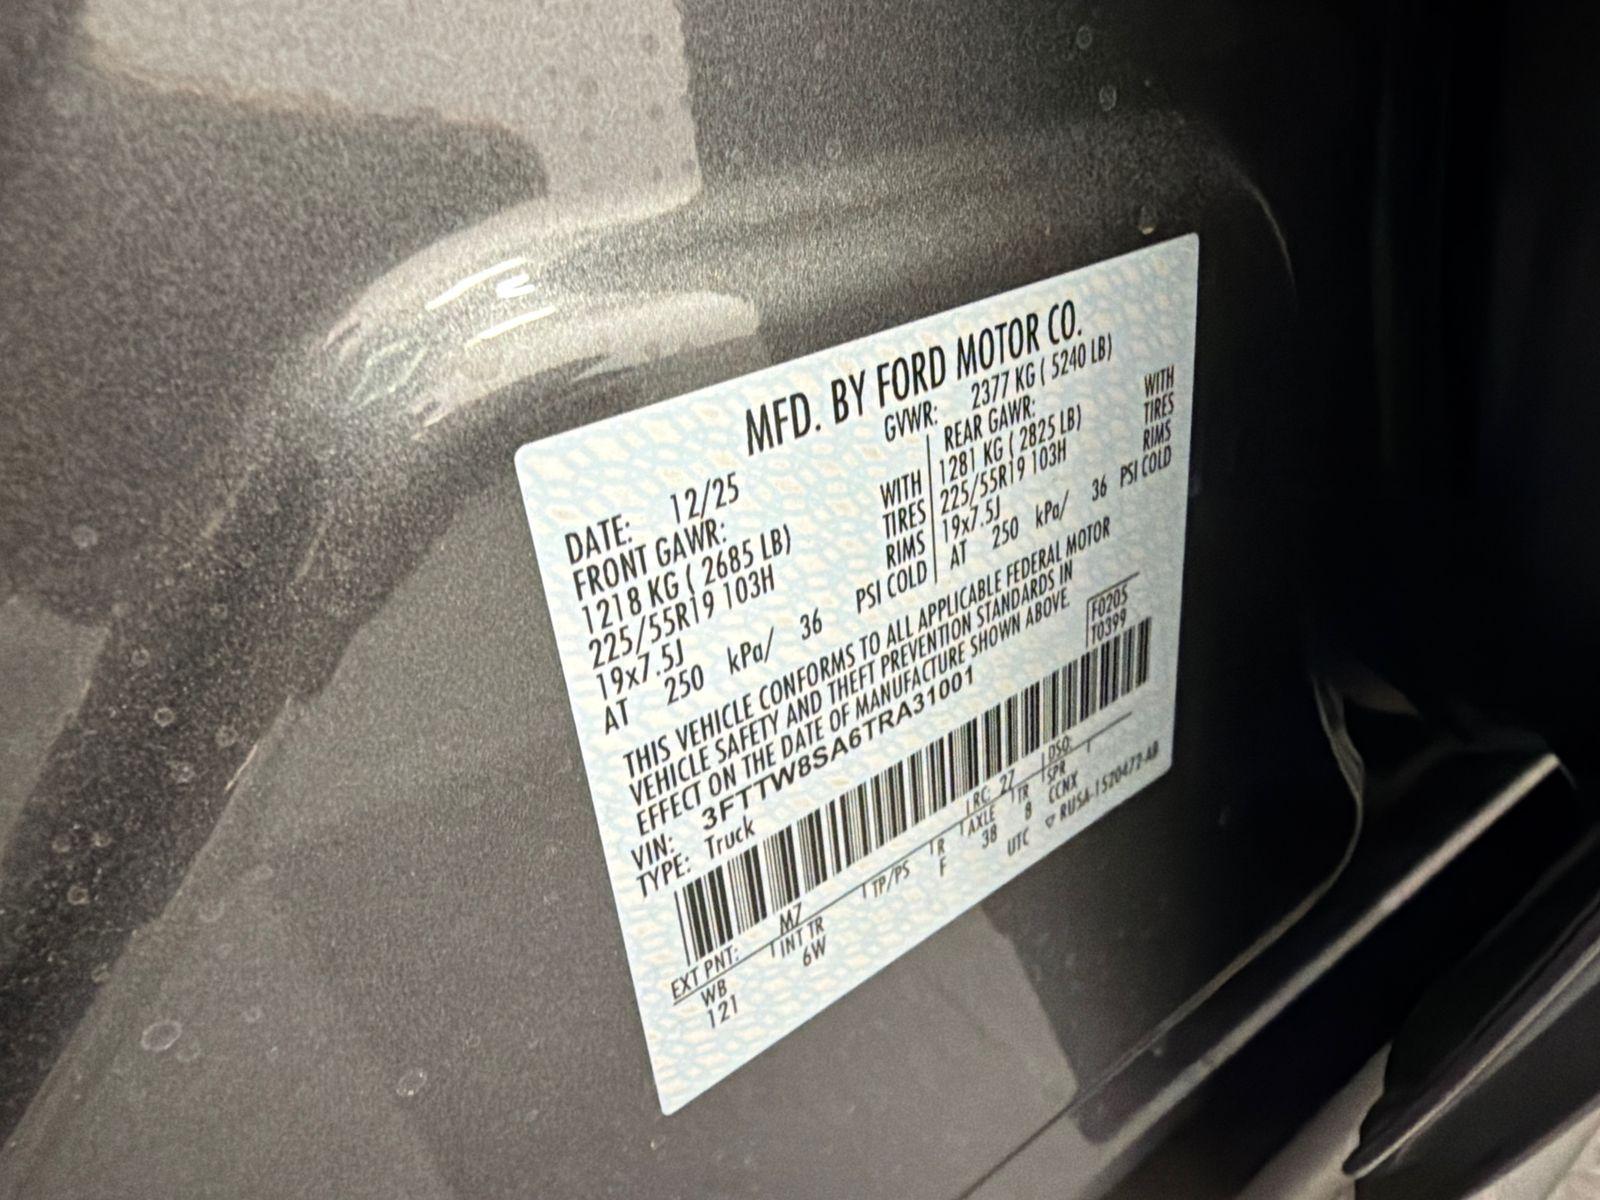 MFD. BY FORD MOTOR CO.
DATE: 12/25
GVWR: 2377 KG ( 5240 LB)
FRONT GAWR:
1218 KG ( 2685 LB) WITH
225/55R19 103H TIRES
19x7.5J RIMS
AT 250 kPa/ 36 PSI COLD
REAR GAWR:
1281 KG ( 2825 LB) WITH
225/55R19 103H TIRES
19x7.5J RIMS
AT 250 kPa/ 36 PSI COLD
THIS VEHICLE CONFORMS TO ALL APPLICABLE FEDERAL MOTOR
VEHICLE SAFETY AND THEFT PREVENTION STANDARDS IN
EFFECT ON THE DATE OF MANUFACTURE SHOWN ABOVE.
VIN: 3FTTW8SA6TRA31001
TYPE: Truck
F0205
T0399
EXT PNT: M7 RC: 27 DSO:
WB INT TR TP/PS R AXLE TR SPR
121 6W F 38 8 CCNX
UTC ▽ RUSA-1520472-AB